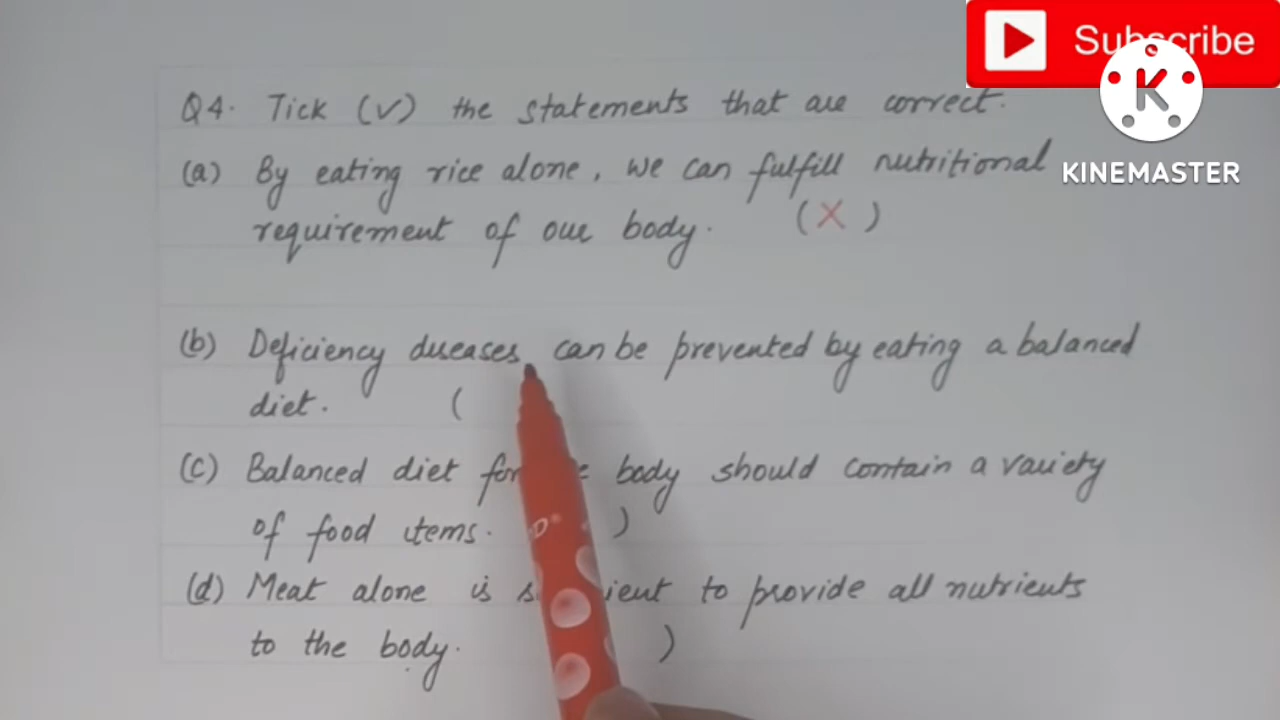 Subscribe
K
KINEMASTER
Q4. Tick (✓) the statements that are correct.
(a) By eating rice alone, we can fulfill nutritional
requirement of our body. (X)
(b) Deficiency diseases can be prevented by eating a balanced
diet. (
(c) Balanced diet body should contain a variety
of food items. )
(d) Meat alone is to provide all nutrients
to the body. )